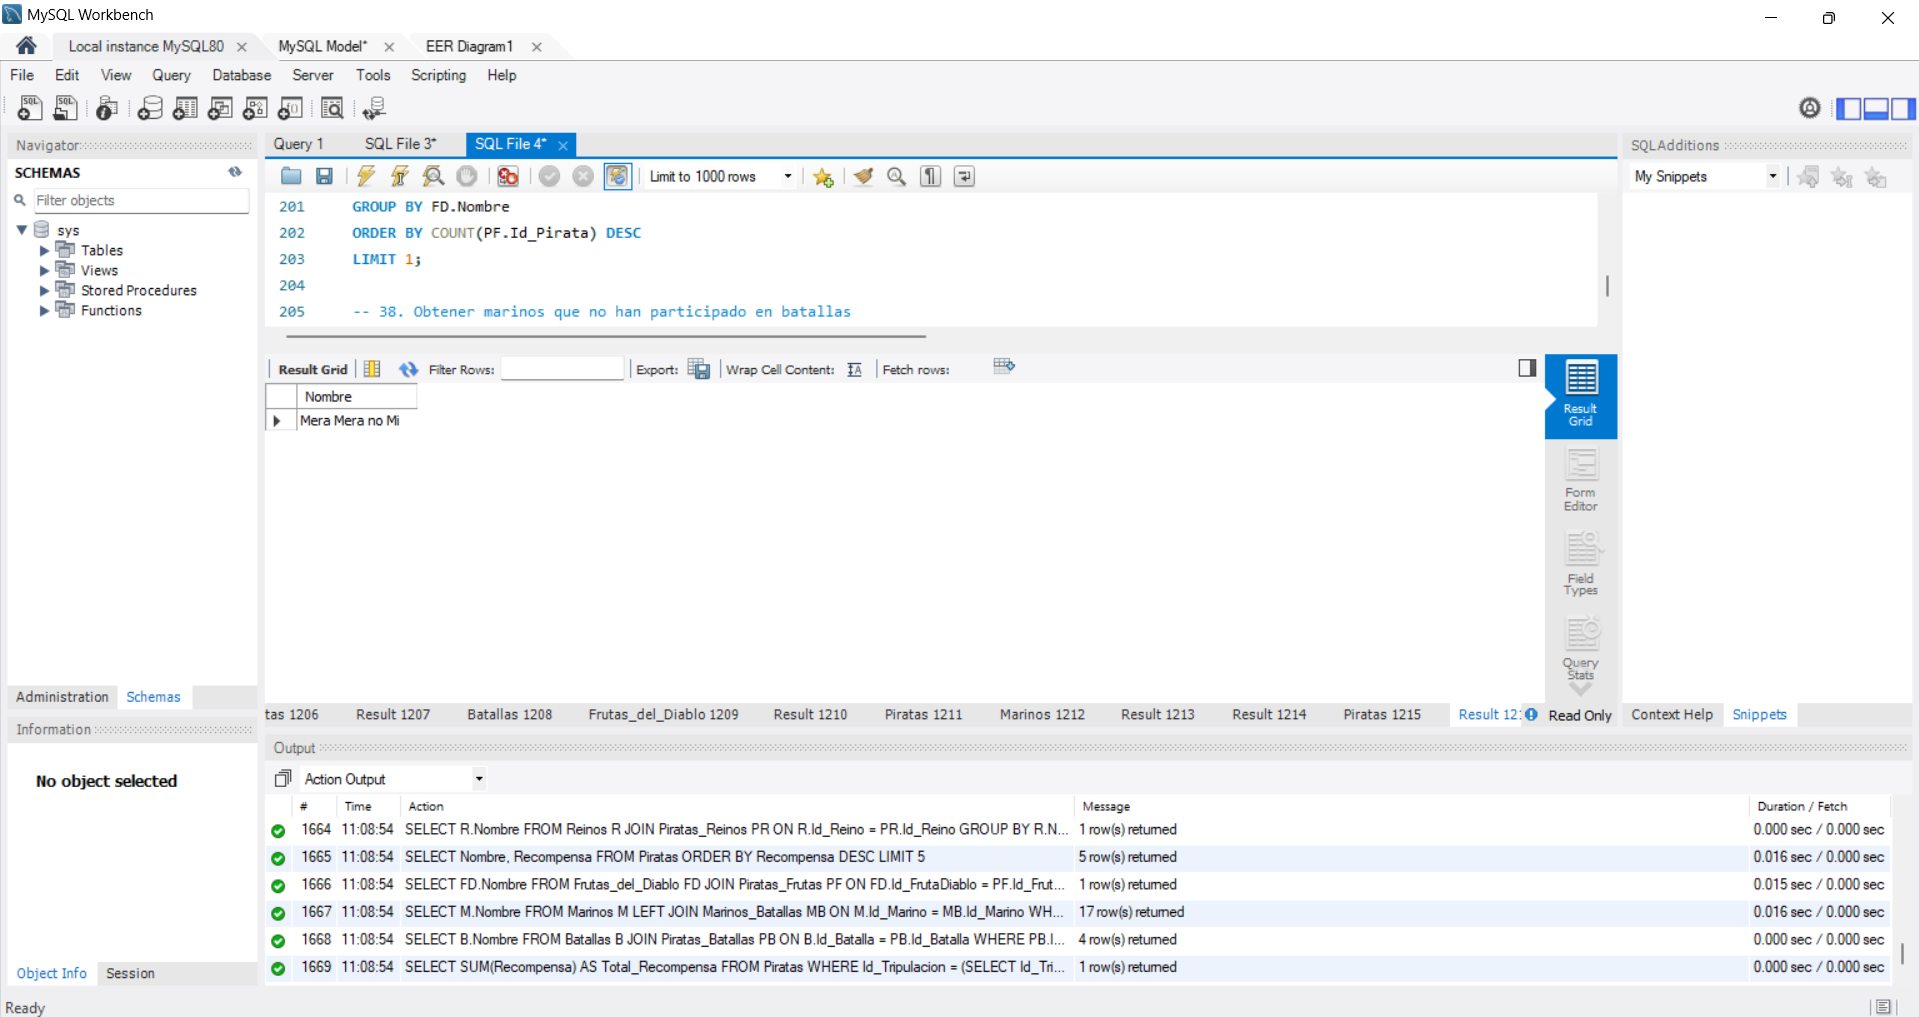 MySQL Workbench
Local instance MySQL80
MySQL Model*
EER Diagram1
File Edit View Query Database Server Tools Scripting Help
Navigator
SCHEMAS
Filter objects
sys
Tables
Views
Stored Procedures
Functions
Administration Schemas
Information
No object selected
Object Info Session
Ready
Query 1 SQL File 3* SQL File 4*
Limit to 1000 rows
201 GROUP BY FD.Nombre
202 ORDER BY COUNT(PF.Id_Pirata) DESC
203 LIMIT 1;
204
205 -- 38. Obtener marinos que no han participado en batallas
Result Grid Filter Rows: Export: Wrap Cell Content: Fetch rows:
Nombre
Mera Mera no Mi
Result Grid
Form Editor
Field Types
Query Stats
tas 1206 Result 1207 Batallas 1208 Frutas_del_Diablo 1209 Result 1210 Piratas 1211 Marinos 1212 Result 1213 Result 1214 Piratas 1215 Result 12 Read Only
SQLAdditions
My Snippets
Context Help Snippets
Output
Action Output
# Time Action Message Duration / Fetch
1664 11:08:54 SELECT R.Nombre FROM Reinos R JOIN Piratas_Reinos PR ON R.Id_Reino = PR.Id_Reino GROUP BY R.N... 1 row(s) returned 0.000 sec / 0.000 sec
1665 11:08:54 SELECT Nombre, Recompensa FROM Piratas ORDER BY Recompensa DESC LIMIT 5 5 row(s) returned 0.016 sec / 0.000 sec
1666 11:08:54 SELECT FD.Nombre FROM Frutas_del_Diablo FD JOIN Piratas_Frutas PF ON FD.Id_FrutaDiablo = PF.Id_Frut... 1 row(s) returned 0.015 sec / 0.000 sec
1667 11:08:54 SELECT M.Nombre FROM Marinos M LEFT JOIN Marinos_Batallas MB ON M.Id_Marino = MB.Id_Marino WH... 17 row(s) returned 0.016 sec / 0.000 sec
1668 11:08:54 SELECT B.Nombre FROM Batallas B JOIN Piratas_Batallas PB ON B.Id_Batalla = PB.Id_Batalla WHERE PB.I... 4 row(s) returned 0.000 sec / 0.000 sec
1669 11:08:54 SELECT SUM(Recompensa) AS Total_Recompensa FROM Piratas WHERE Id_Tripulacion = (SELECT Id_Tri... 1 row(s) returned 0.000 sec / 0.000 sec